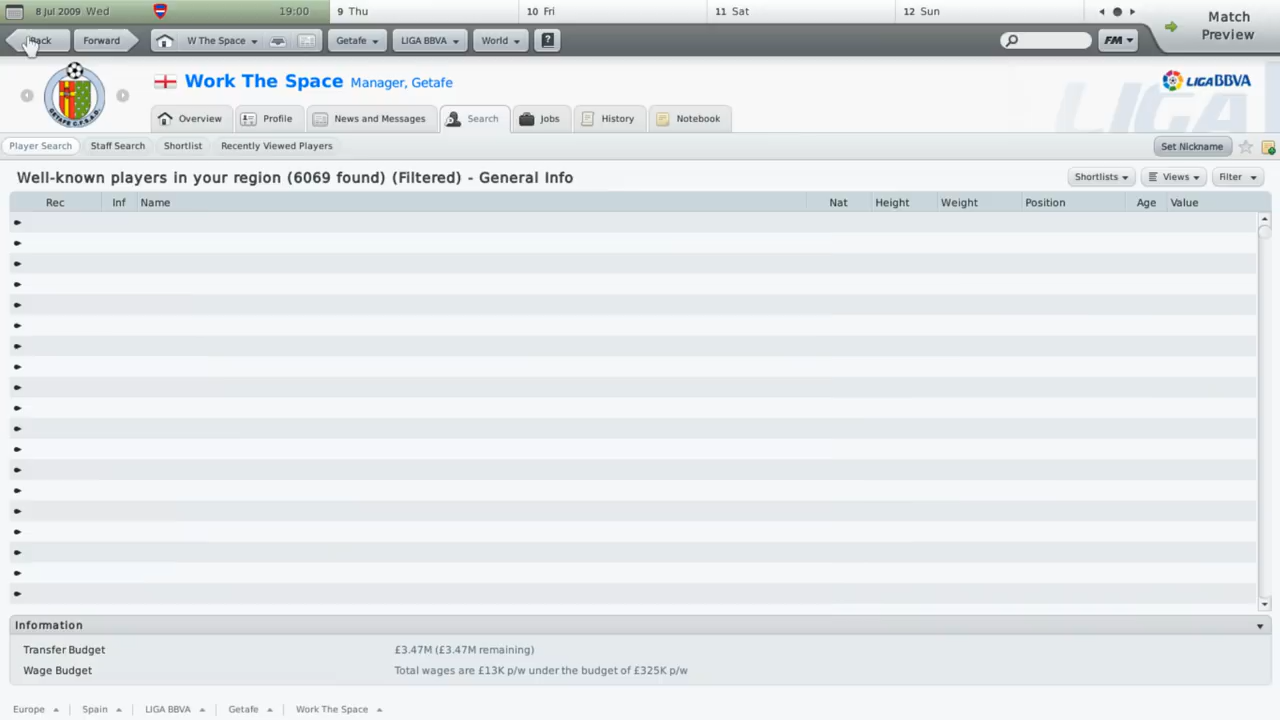 8 Jul 2009 Wed 19:00 9 Thu 10 Fri 11 Sat 12 Sun
Match Preview
Back Forward W The Space Getafe LIGA BBVA World ? FM
Work The Space Manager, Getafe
LIGA BBVA
Overview Profile News and Messages Search Jobs History Notebook
Player Search Staff Search Shortlist Recently Viewed Players Set Nickname
Well-known players in your region (6069 found) (Filtered) - General Info Shortlists Views Filter
Rec Inf Name Nat Height Weight Position Age Value
Information
Transfer Budget £3.47M (£3.47M remaining)
Wage Budget Total wages are £13K p/w under the budget of £325K p/w
Europe Spain LIGA BBVA Getafe Work The Space